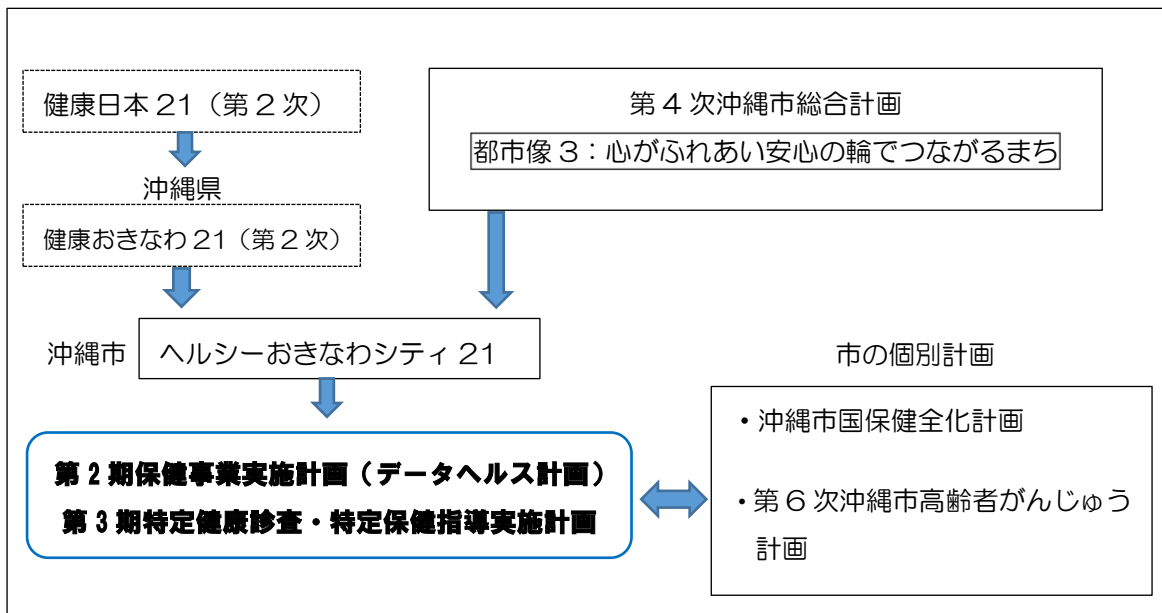 健康日本21（第2次）
沖縄県
健康おきなわ21（第2次）
第4次沖縄市総合計画
都市像3：心がふれあい安心の輪でつながるまち
沖縄市
ヘルシーおきなわシティ21
第2期保健事業実施計画（データヘルス計画）
第3期特定健康診査・特定保健指導実施計画
市の個別計画
・沖縄市国保健全化計画
・第6次沖縄市高齢者がんじゅう
計画